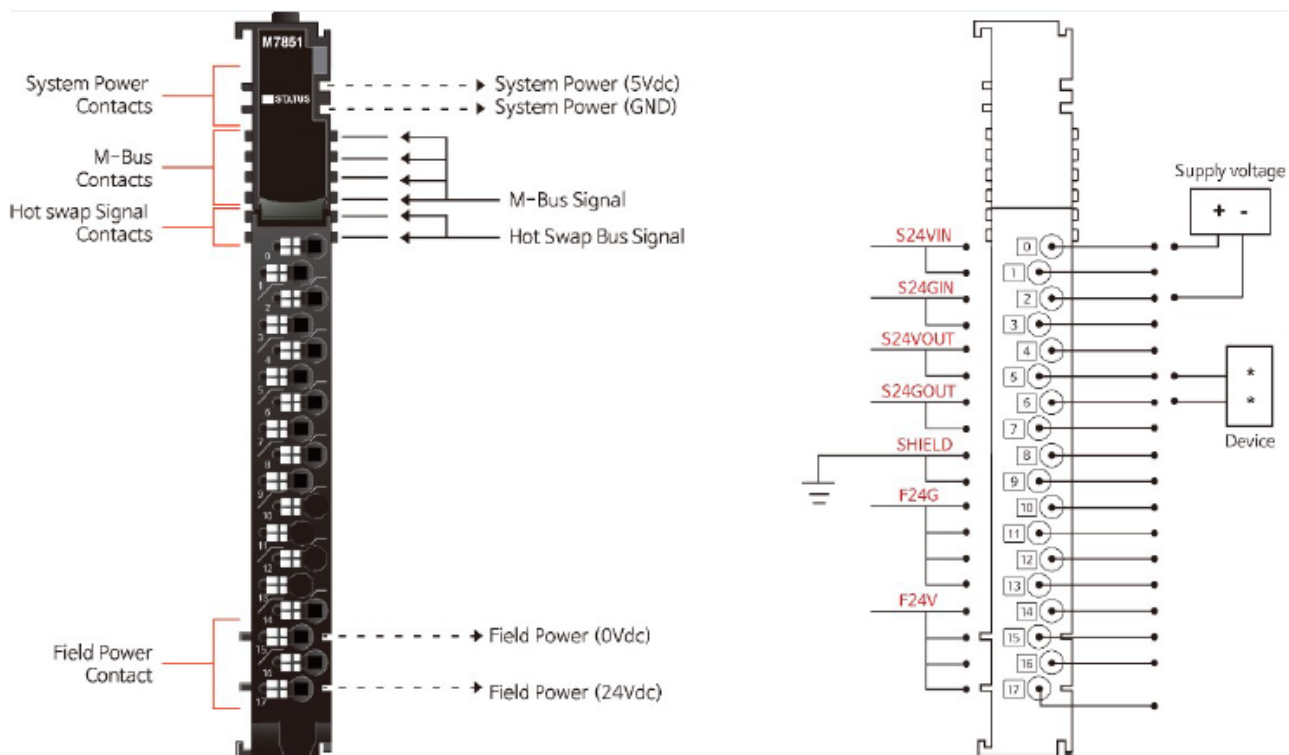 M7851
STATUS
System Power
Contacts
M-Bus
Contacts
Hot swap Signal
Contacts
System Power (5Vdc)
System Power (GND)
M-Bus Signal
Hot Swap Bus Signal
0
1
2
3
4
5
6
7
8
9
10
11
12
13
14
15
16
17
Field Power
Contact
Field Power (0Vdc)
Field Power (24Vdc)
Supply voltage
+ -
S24VIN
S24GIN
S24VOUT
S24GOUT
SHIELD
F24G
F24V
0
1
2
3
4
5
6
7
8
9
10
11
12
13
14
15
16
17
*
*
Device